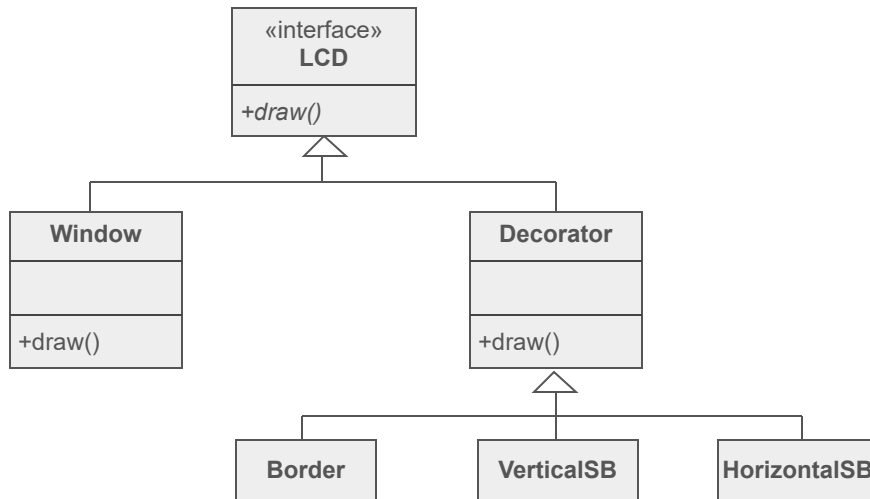 «interface»
LCD
+draw()
Window
Decorator
+draw()
+draw()
Border
VerticalSB
HorizontalSB